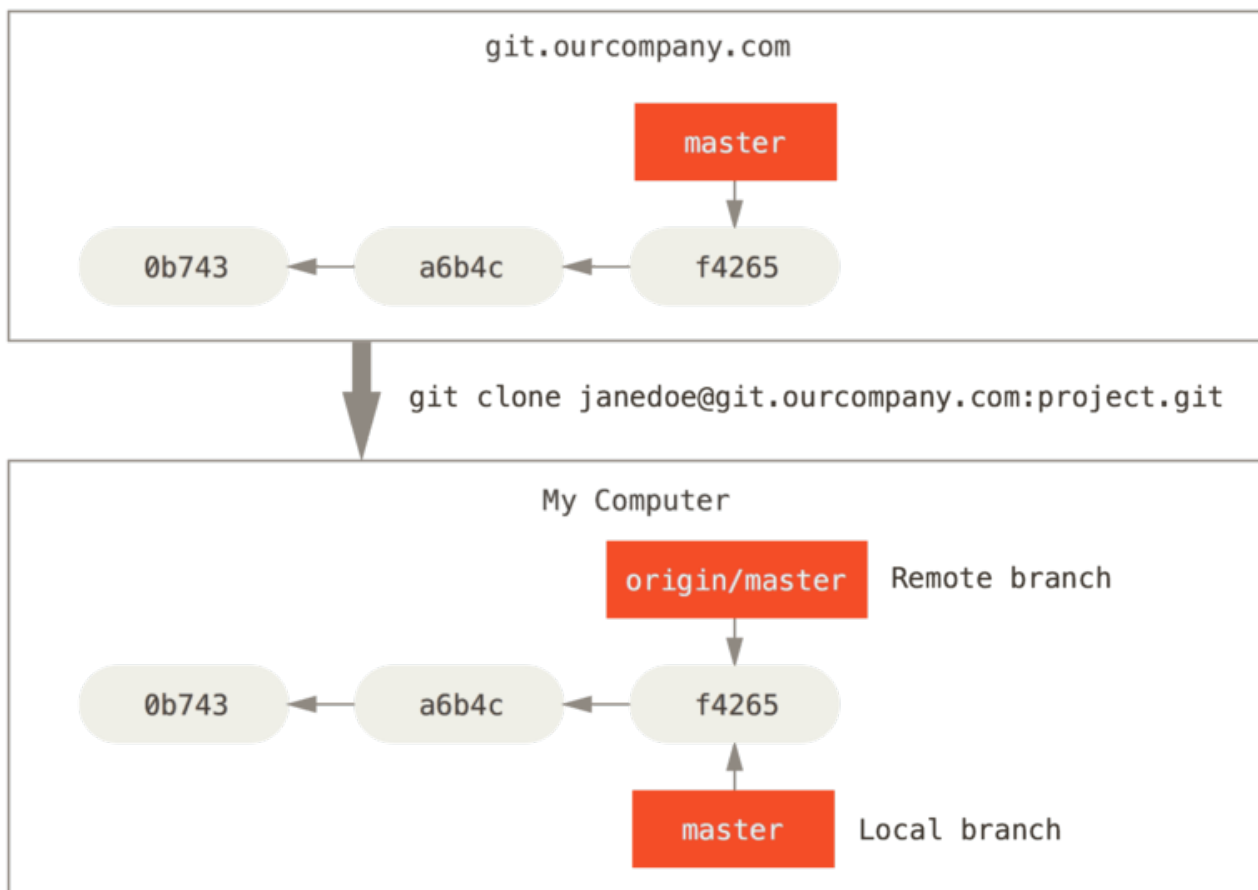 git.ourcompany.com
master
0b743
a6b4c
f4265
git clone janedoe@git.ourcompany.com:project.git
My Computer
origin/master
Remote branch
0b743
a6b4c
f4265
master
Local branch